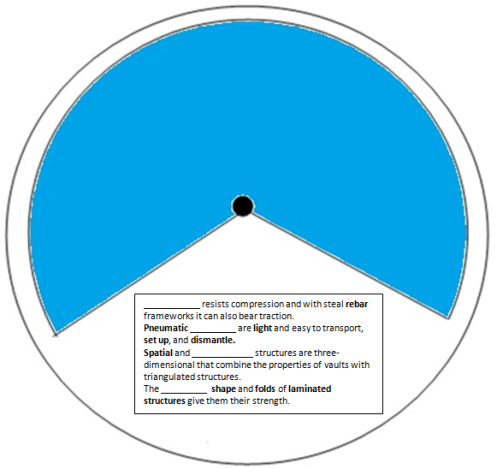 ____________ resists compression and with steal rebar
frameworks it can also bear traction.
Pneumatic __________ are light and easy to transport,
set up, and dismantle.
Spatial and _____________ structures are three-
dimensional that combine the properties of vaults with
triangulated structures.
The __________ shape and folds of laminated
structures give them their strength.